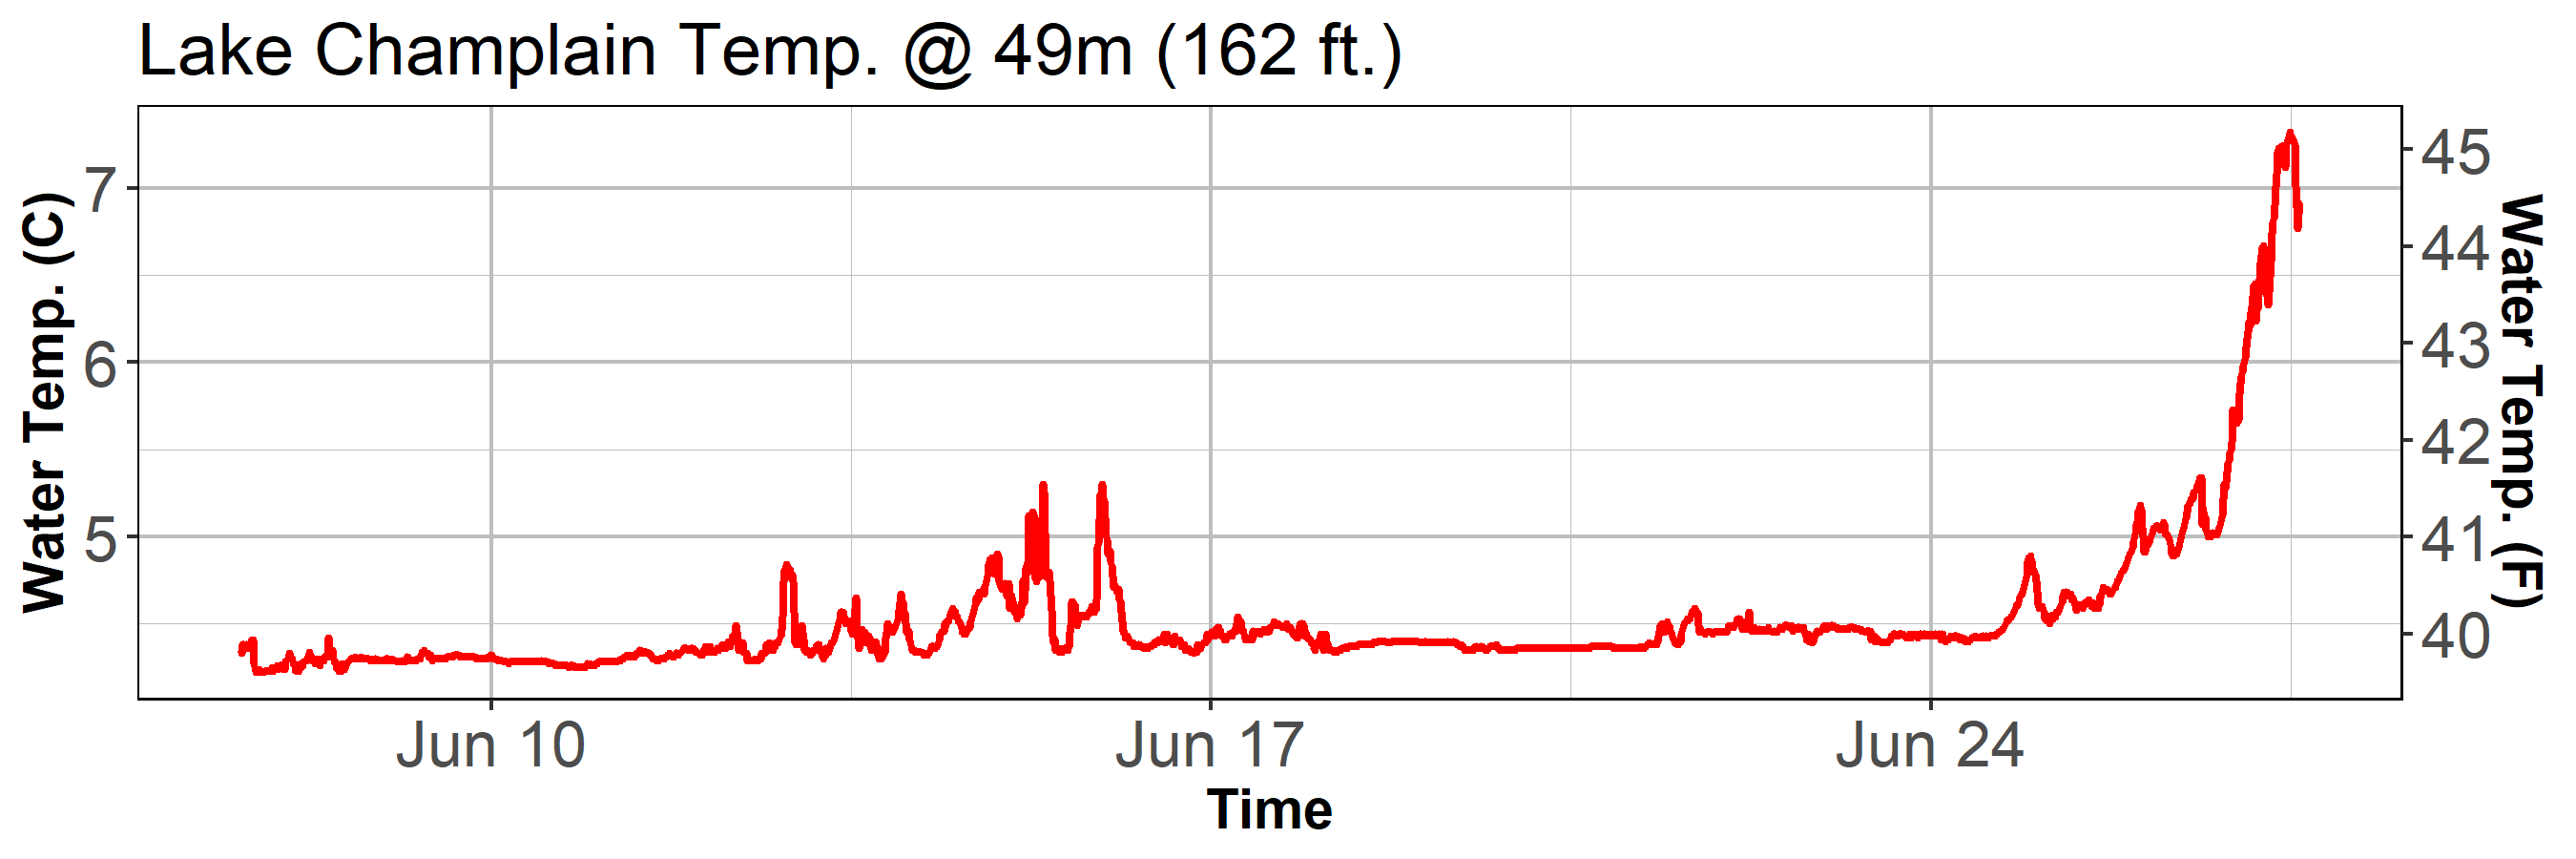 Lake Champlain Temp. @ 49m (162 ft.)
Water Temp. (C)
7
6
5
45
44
43
42
41
40
Water Temp. (F)
Jun 10 Jun 17 Jun 24
Time